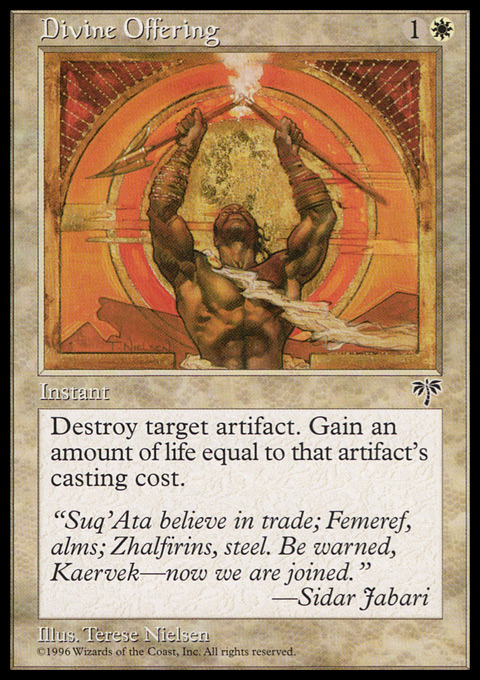 Divine Offering 1
T. NIELSEN
Instant
Destroy target artifact. Gain an
amount of life equal to that artifact's
casting cost.
"Suq'Ata believe in trade; Femeref,
alms; Zhalfirins, steel. Be warned,
Kaervek—now we are joined."
—Sidar Jabari
Illus. Terese Nielsen
©1996 Wizards of the Coast, Inc. All rights reserved.